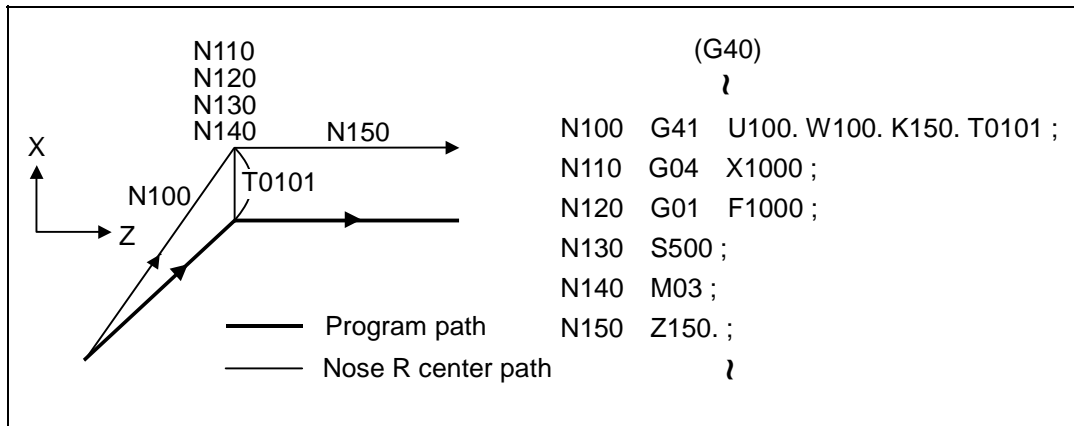 N110
N120
N130
N140
N150
X
N100
T0101
Z
Program path
Nose R center path
(G40)
~
N100 G41 U100. W100. K150. T0101 ;
N110 G04 X1000 ;
N120 G01 F1000 ;
N130 S500 ;
N140 M03 ;
N150 Z150. ;
~